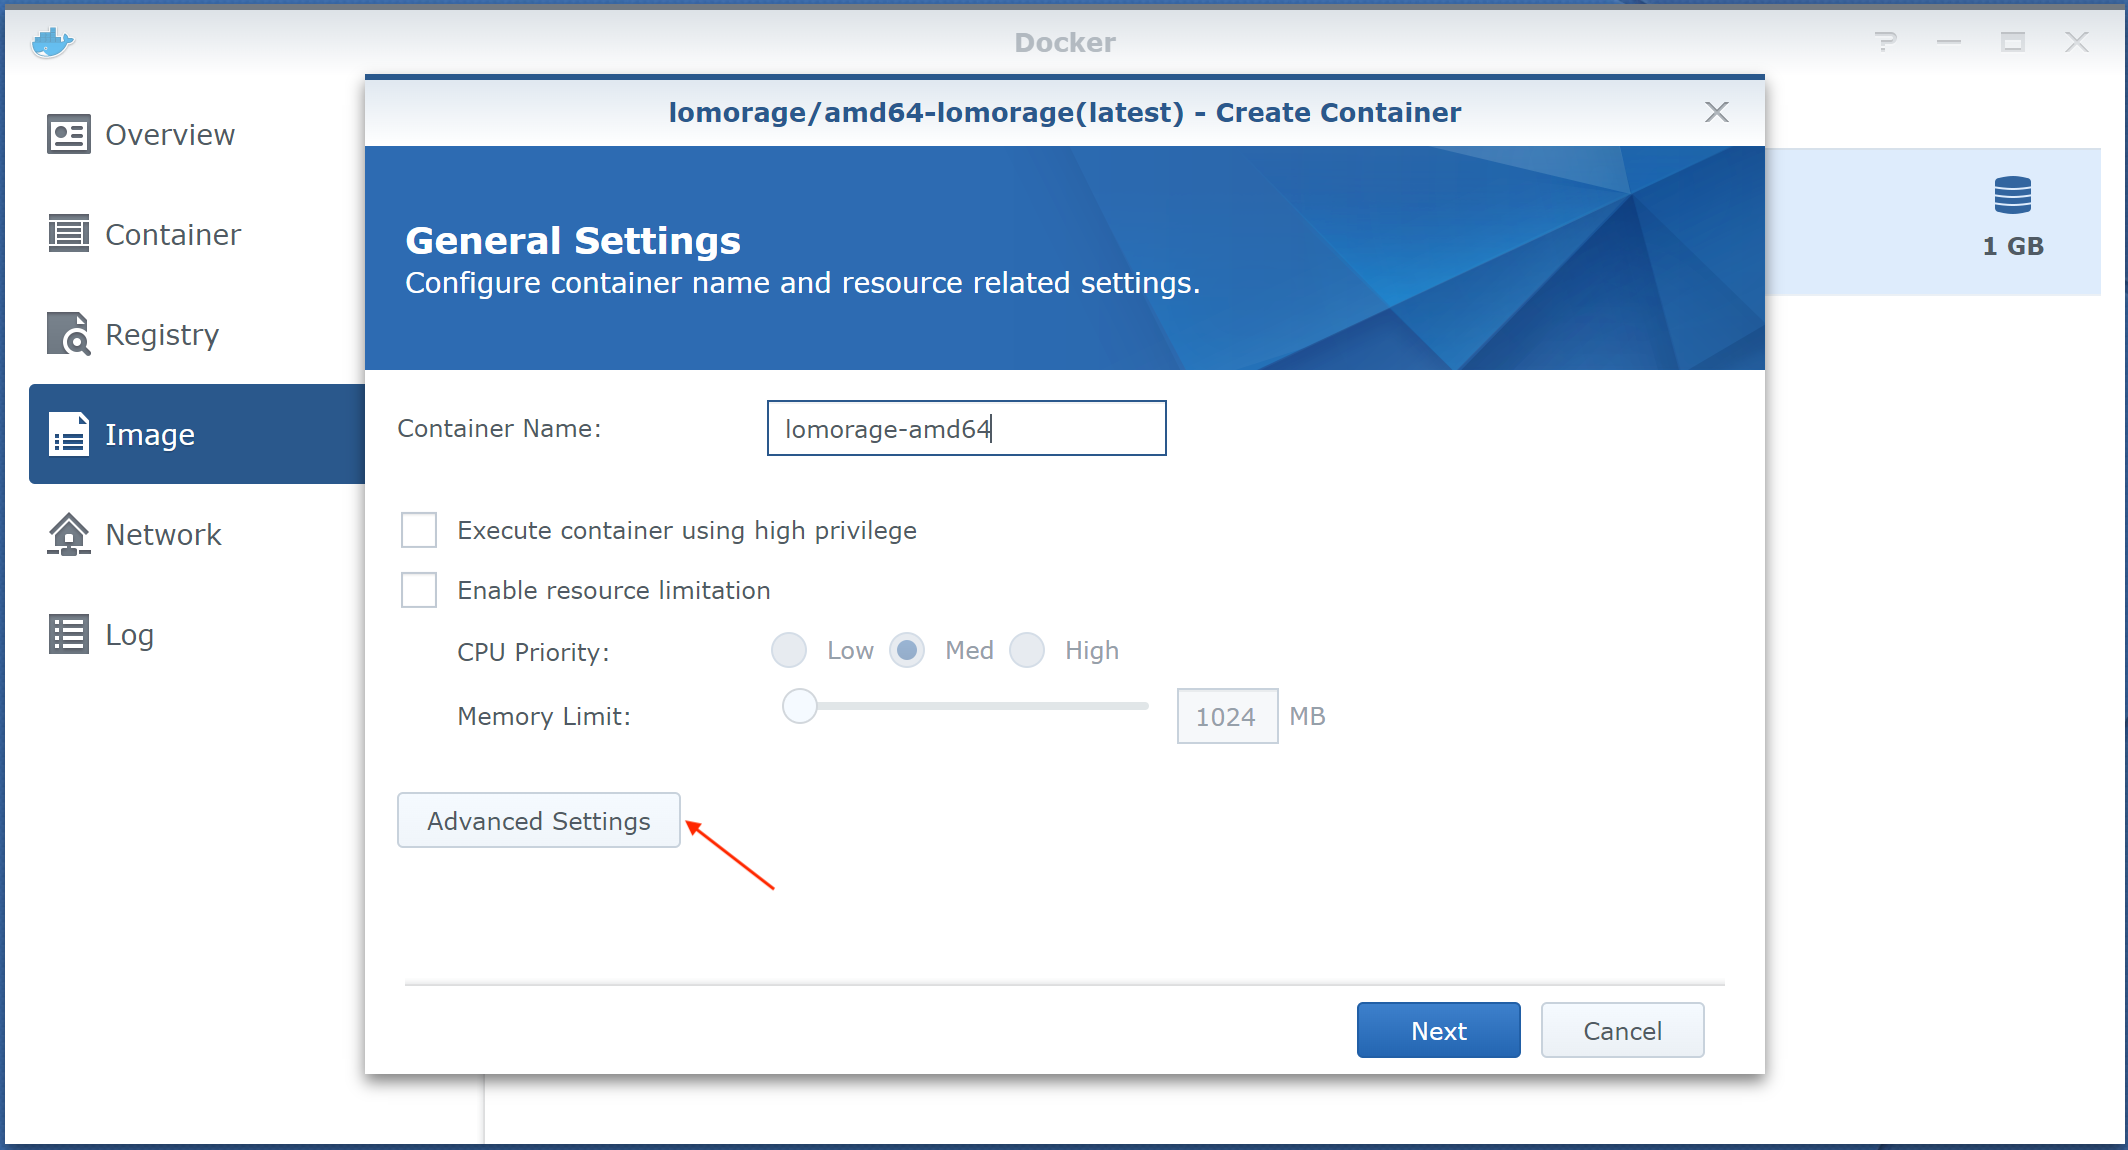 Docker
Overview
Container
Registry
Image
Network
Log
1 GB
lomorage/amd64-lomorage(latest) - Create Container
General Settings
Configure container name and resource related settings.
Container Name: lomorage-amd64
Execute container using high privilege
Enable resource limitation
CPU Priority: Low Med High
Memory Limit: 1024 MB
Advanced Settings
Next Cancel